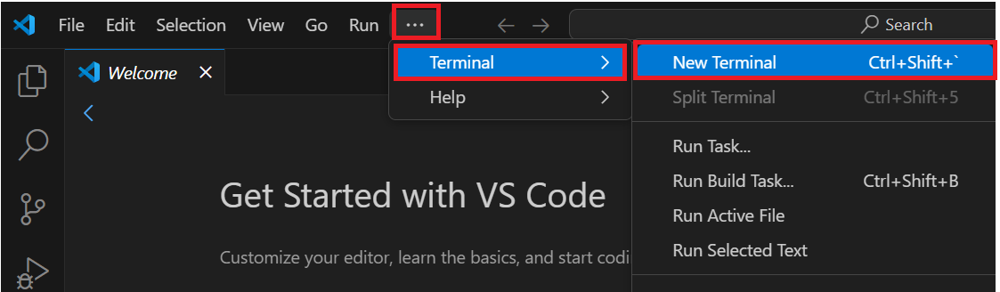 File Edit Selection View Go Run ... Search
Welcome
Terminal
Help
New Terminal Ctrl+Shift+`
Split Terminal Ctrl+Shift+5
Run Task...
Run Build Task... Ctrl+Shift+B
Run Active File
Run Selected Text
Get Started with VS Code
Customize your editor, learn the basics, and start codi